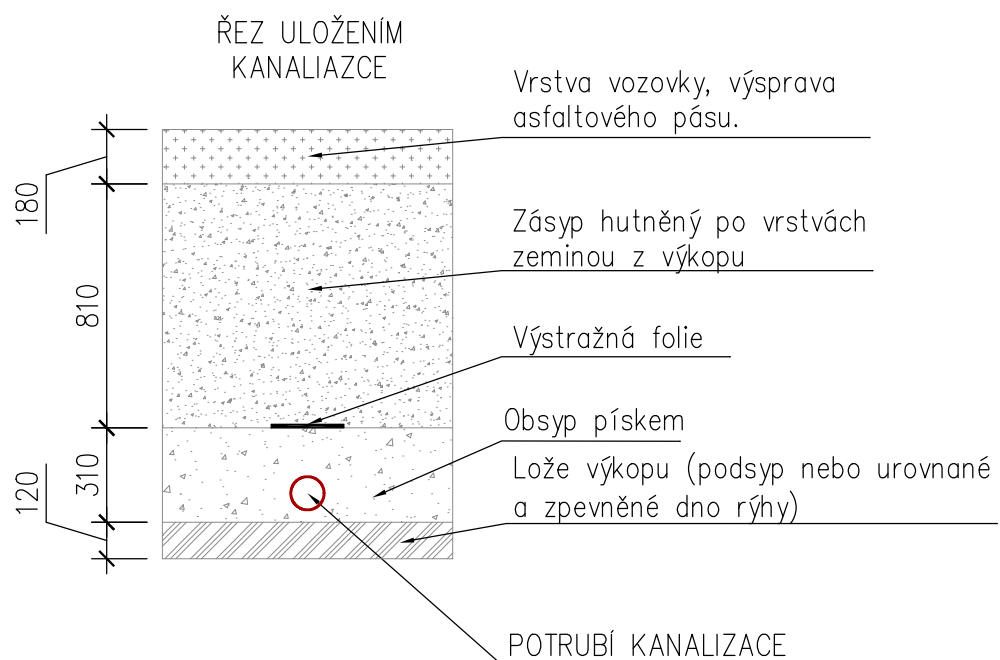 ŘEZ ULOŽENÍM
KANALIAZCE
Vrstva vozovky, výsprava
asfaltového pásu.
180
Zásyp hutněný po vrstvách
zeminou z výkopu
810
Výstražná folie
Obsyp pískem
310
120
Lože výkopu (podsyp nebo urovnané
a zpevněné dno rýhy)
POTRUBÍ KANALIZACE